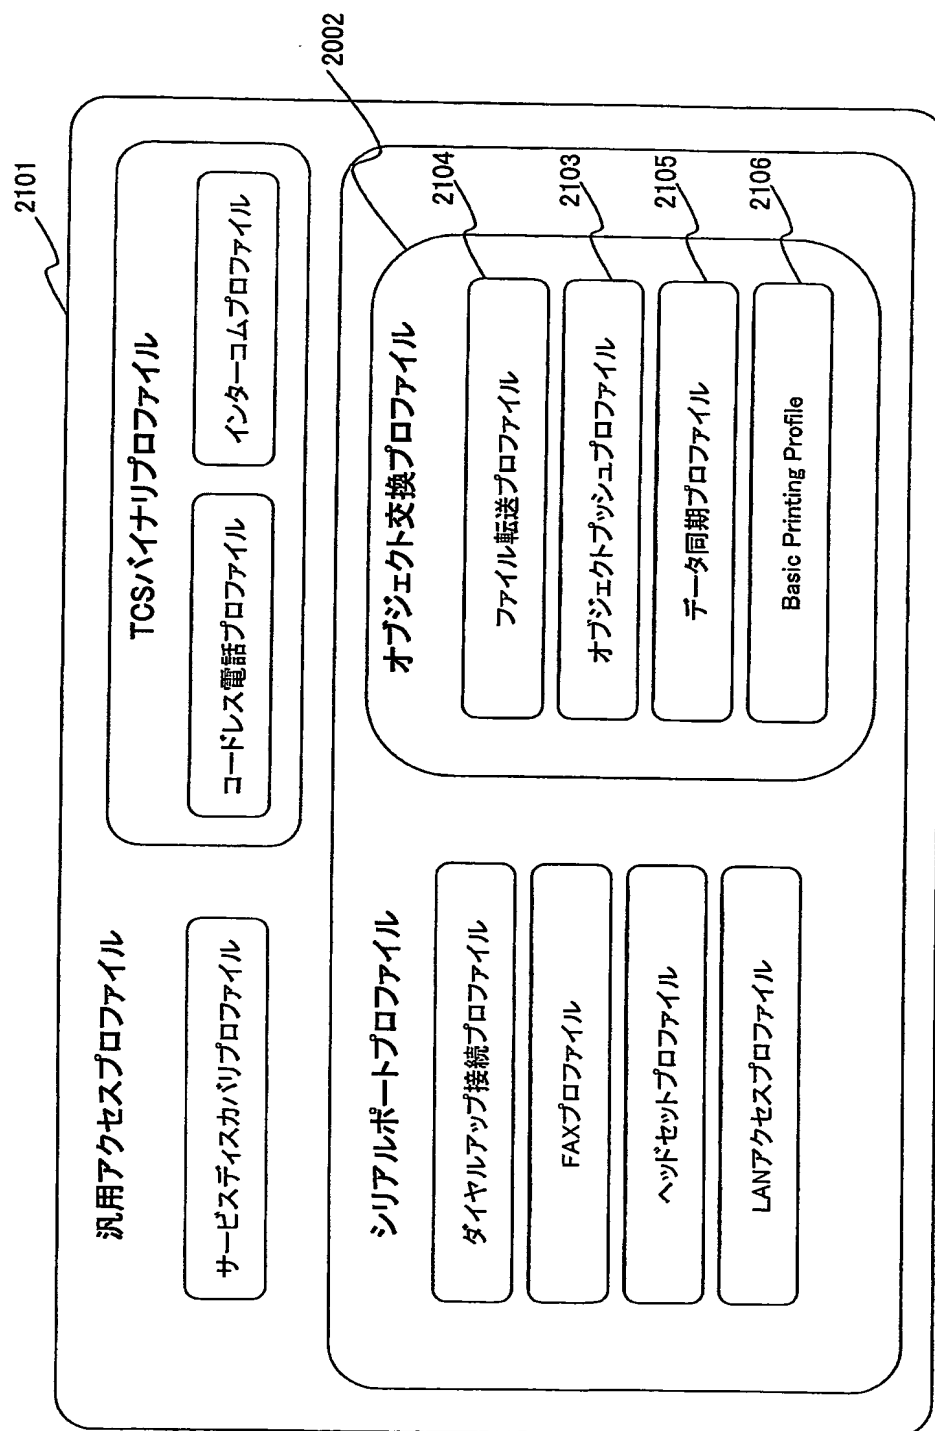 2101
汎用アクセスプロファイル
サービスディスカバリプロファイル
TCSバイナリプロファイル
コードレス電話プロファイル
インターコムプロファイル
シリアルポートプロファイル
ダイヤルアップ接続プロファイル
FAXプロファイル
ヘッドセットプロファイル
LANアクセスプロファイル
2002
オブジェクト交換プロファイル
ファイル転送プロファイル
2104
オブジェクトプッシュプロファイル
2103
データ同期プロファイル
2105
Basic Printing Profile
2106